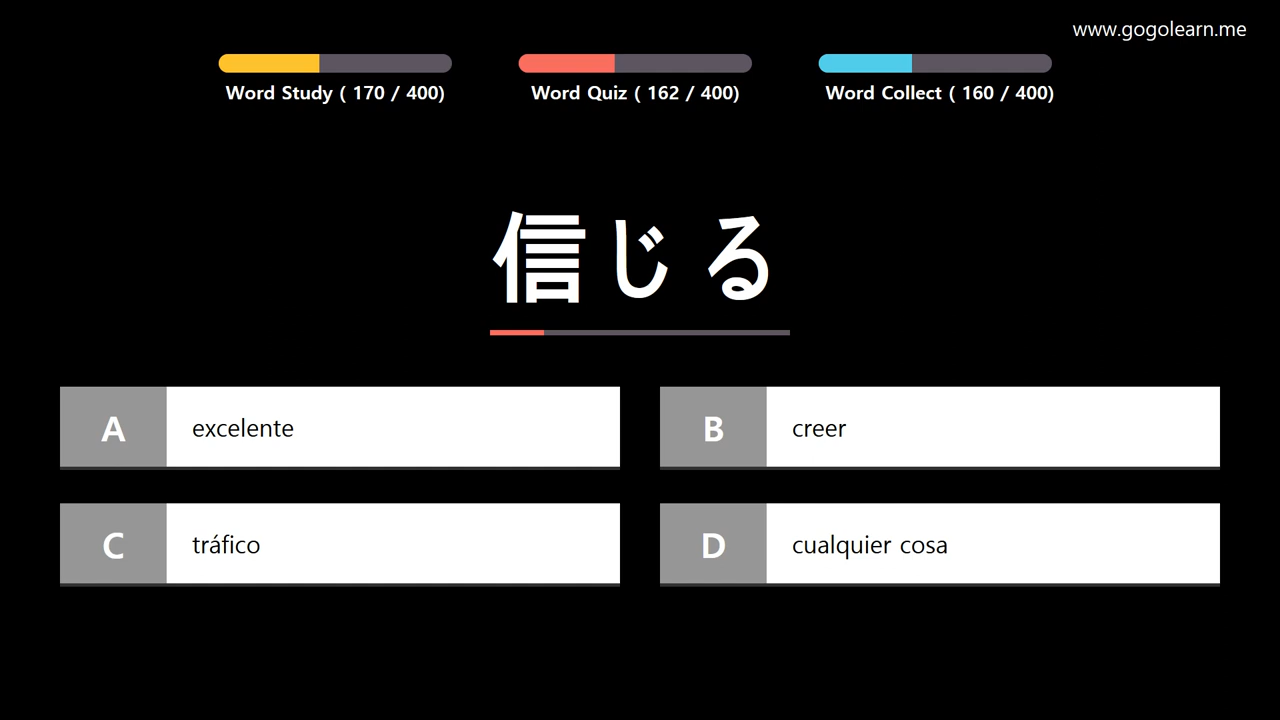 www.gogolearn.me
Word Study ( 170 / 400)
Word Quiz ( 162 / 400)
Word Collect ( 160 / 400)
信じる
A excelente
B creer
C tráfico
D cualquier cosa